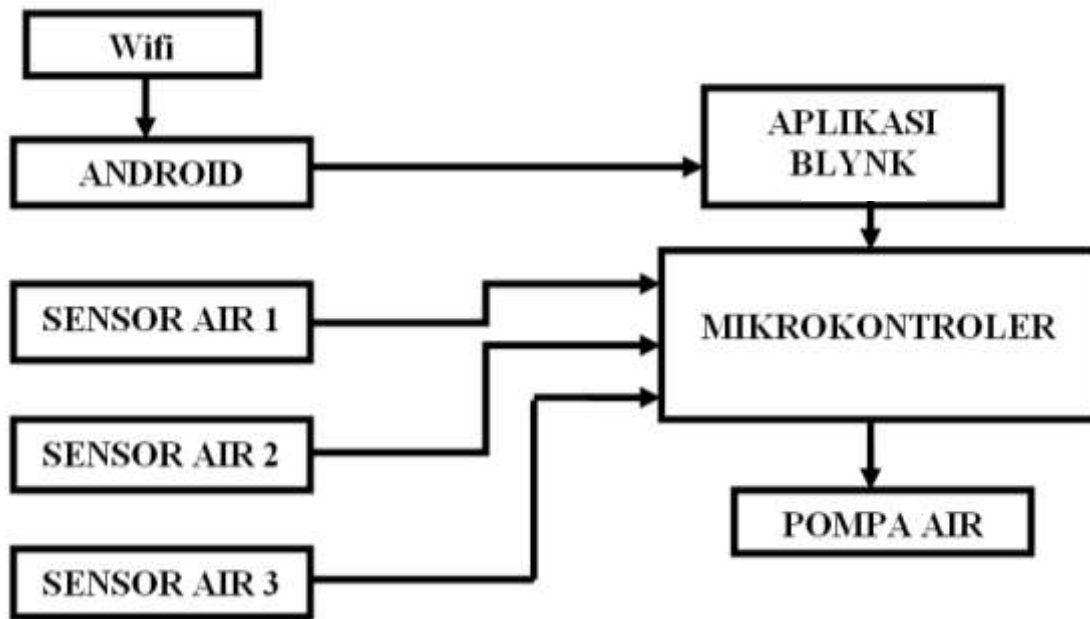 Wifi
ANDROID
APLIKASI
BLYNK
SENSOR AIR 1
MIKROKONTROLER
SENSOR AIR 2
POMPA AIR
SENSOR AIR 3